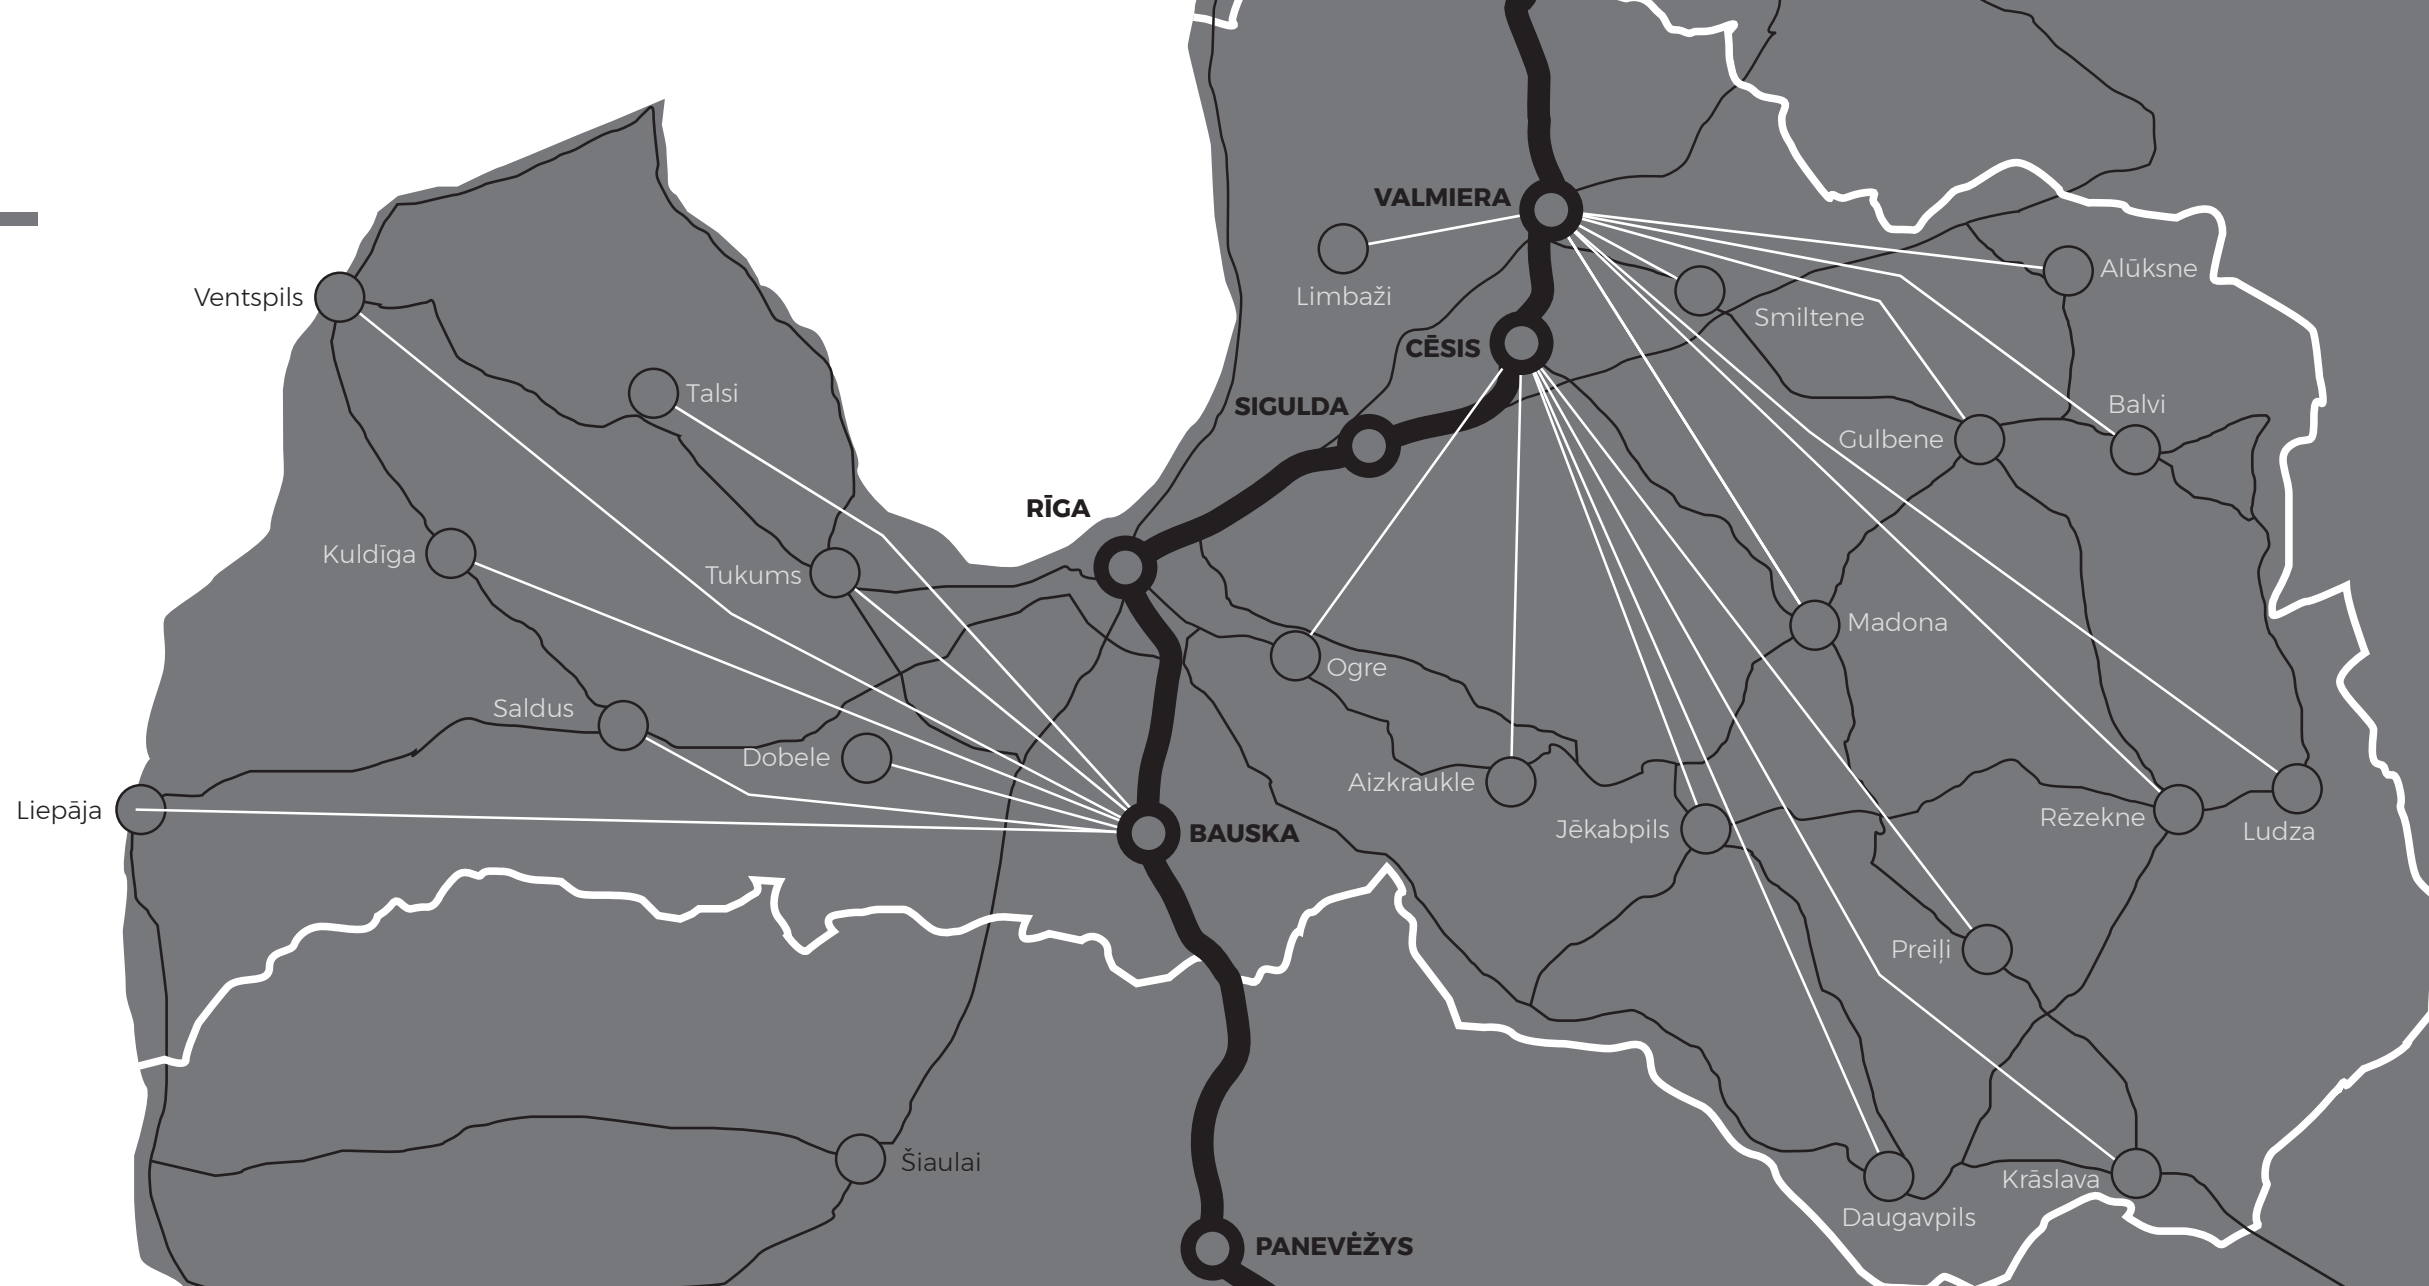 VALMIERA
Limbaži
Alūksne
Ventspils
Smiltene
CĒSIS
Talsi
SIGULDA
Balvi
Gulbene
RĪGA
Kuldīga
Tukums
Madona
Ogre
Saldus
Dobele
Aizkraukle
Liepāja
BAUSKA
Jēkabpils
Rēzekne
Ludza
Preiļi
Šiaulai
Krāslava
Daugavpils
PANEVĖŽYS